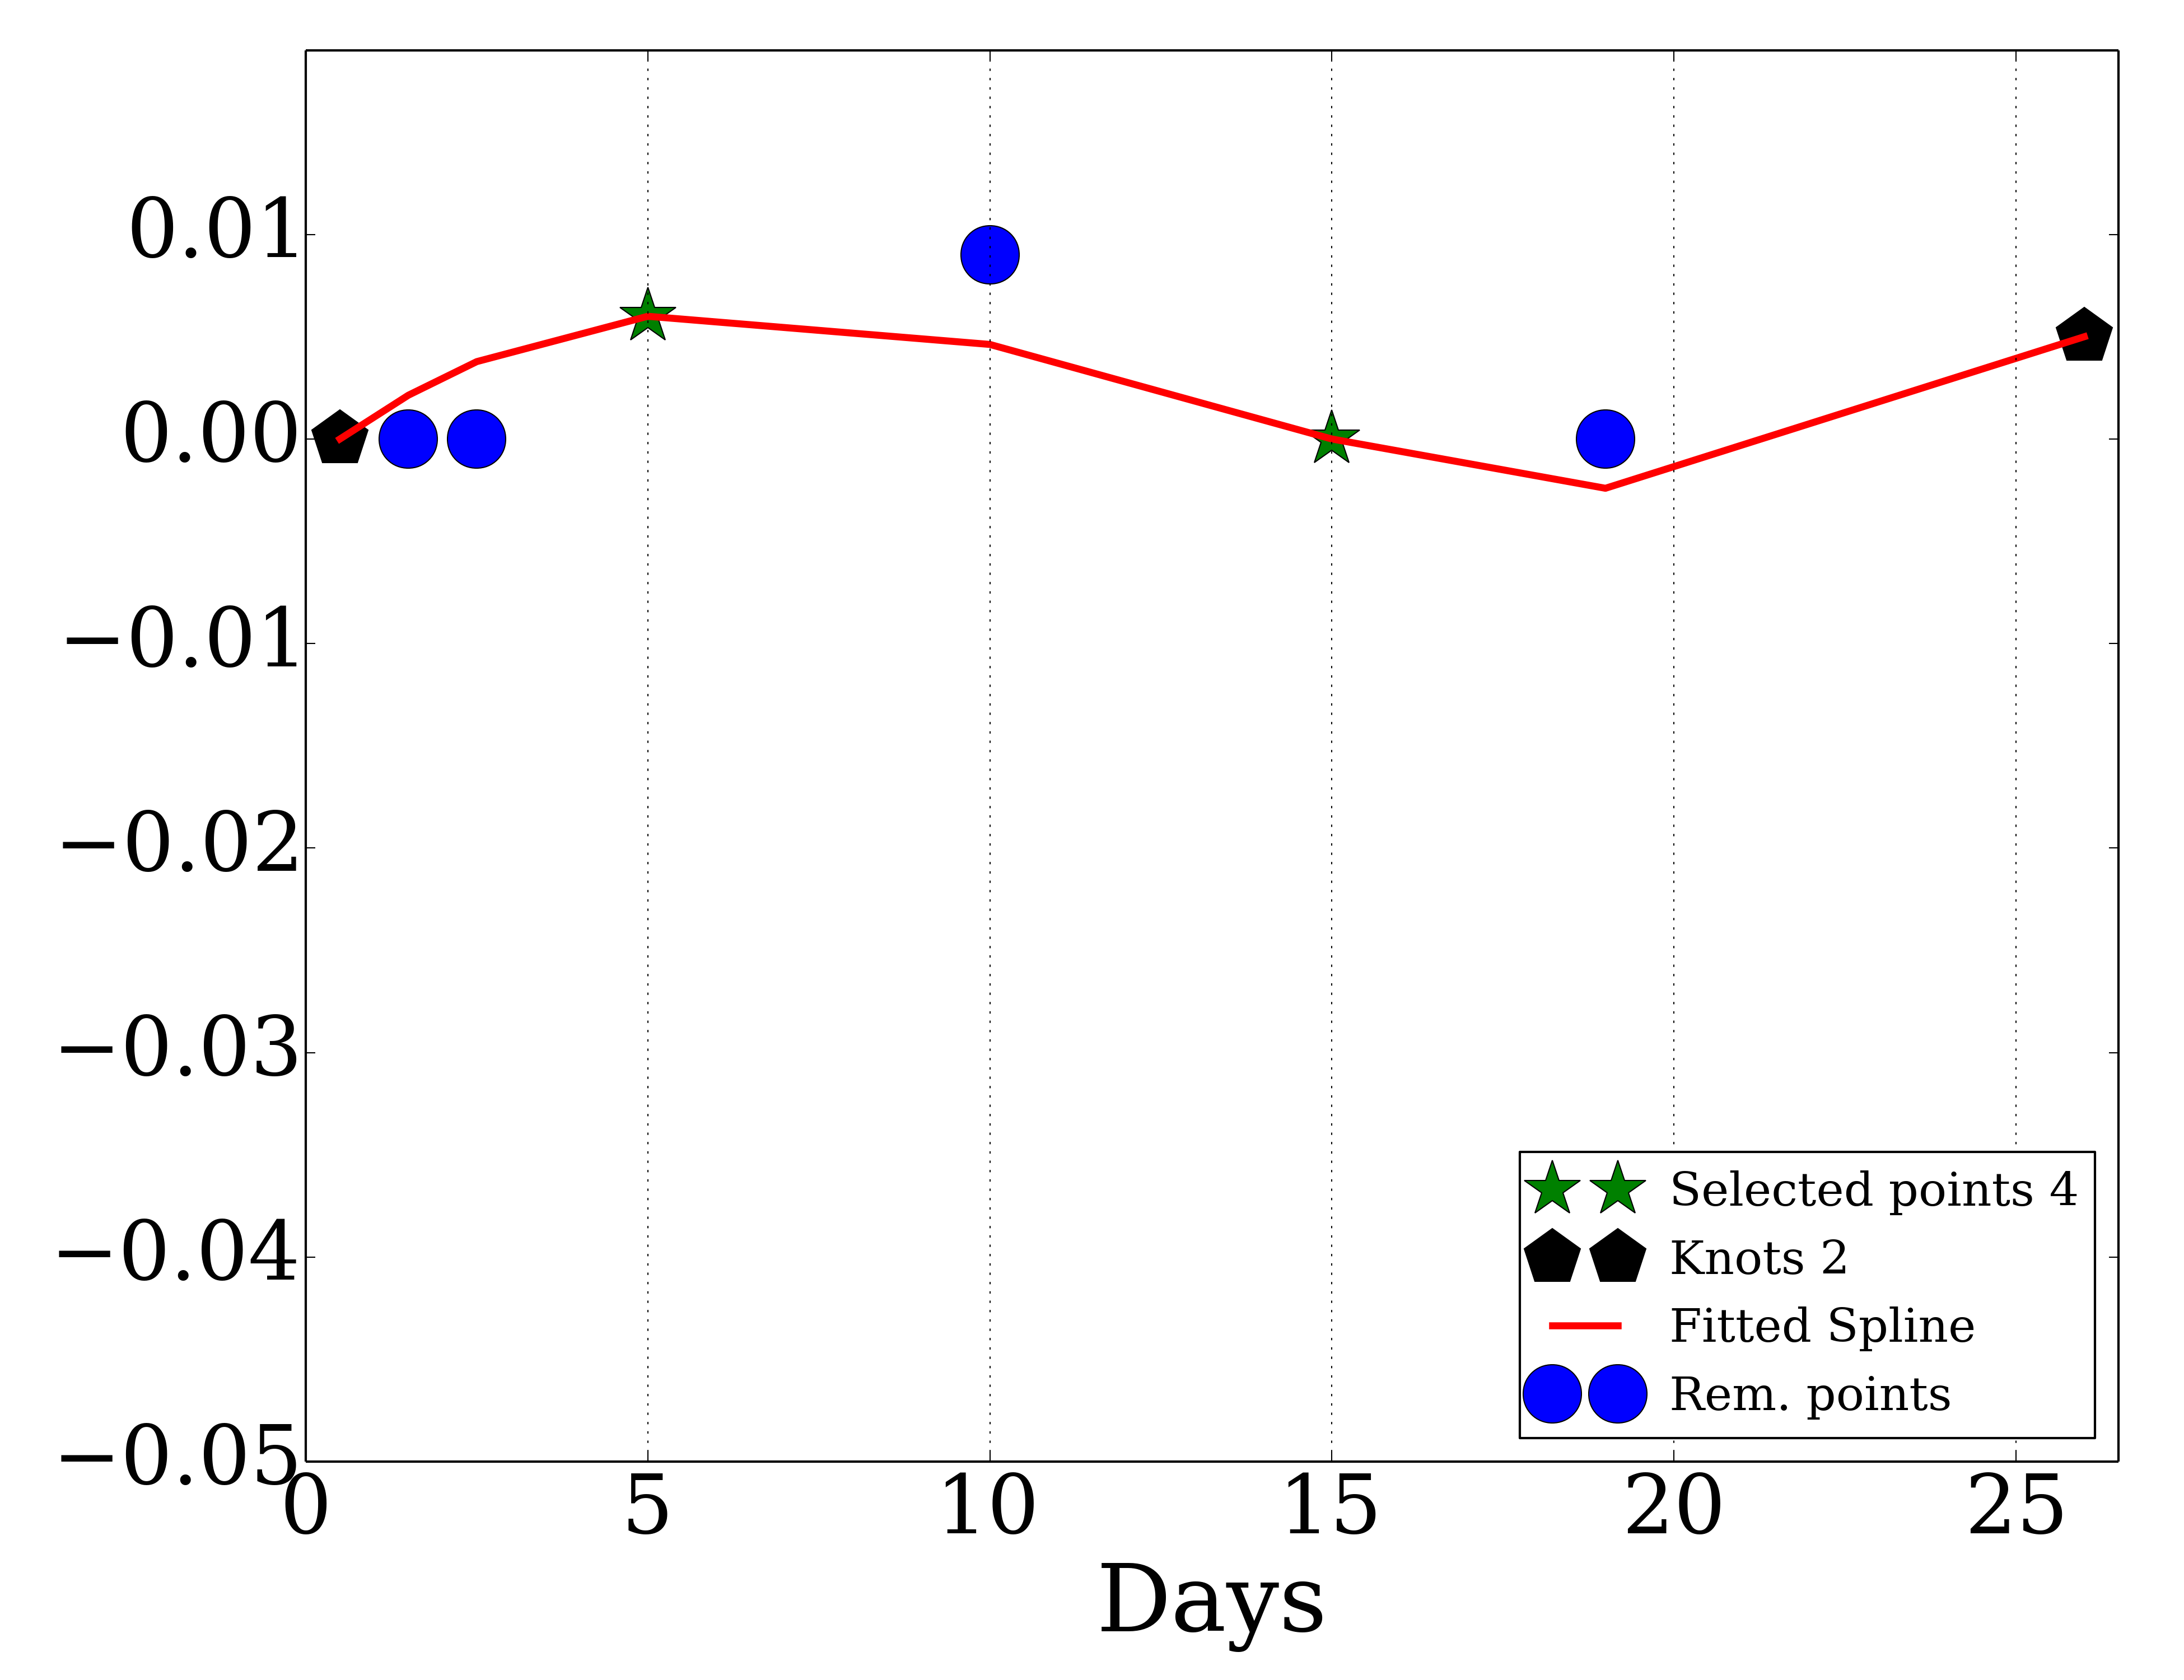 0.01
0.00
−0.01
−0.02
−0.03
−0.04
−0.05
0 5 10 15 20 25
Days
Selected points 4
Knots 2
Fitted Spline
Rem. points